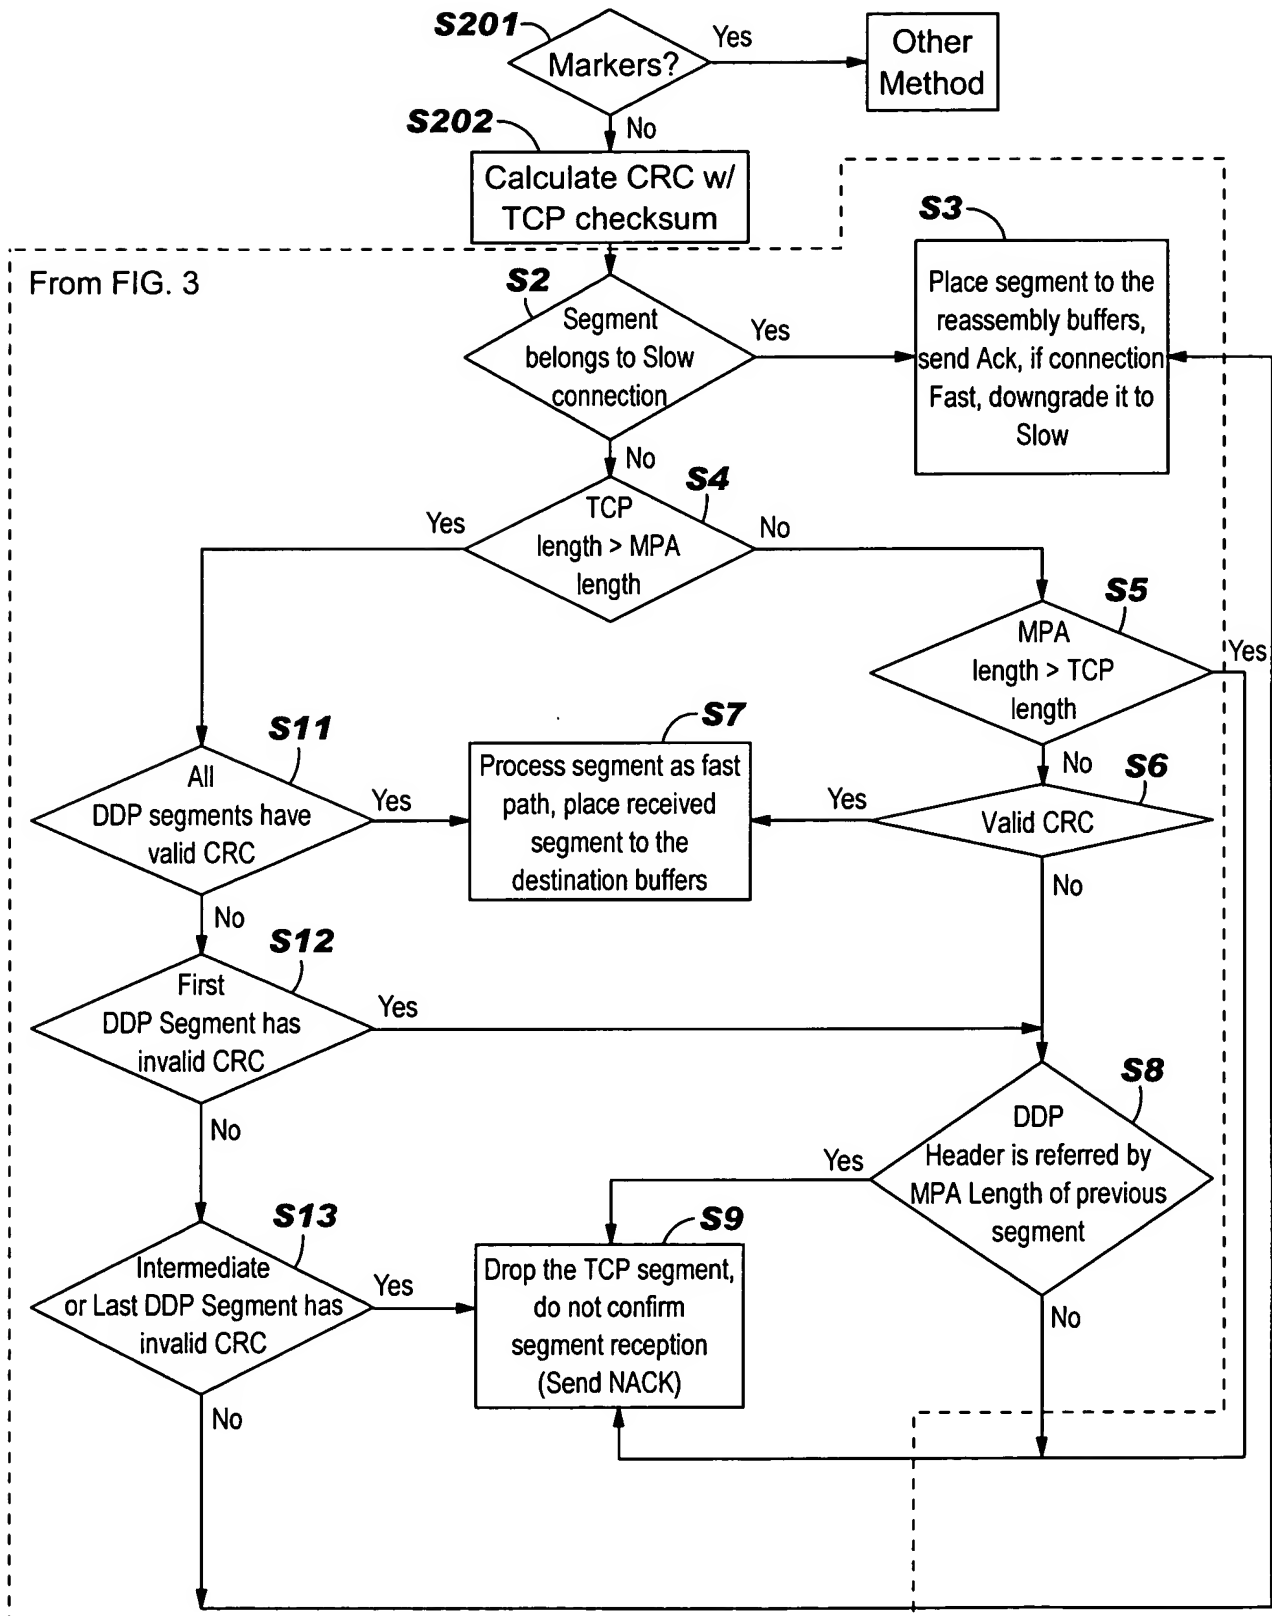 S201
Markers?
Yes
Other
Method
No
S202
Calculate CRC w/
TCP checksum
From FIG. 3
S2
Segment
belongs to Slow
connection
Yes
S3
Place segment to the
reassembly buffers,
send Ack, if connection
Fast, downgrade it to
Slow
No
S4
TCP
length > MPA
length
Yes
No
S5
MPA
length > TCP
length
Yes
No
S11
All
DDP segments have
valid CRC
Yes
S7
Process segment as fast
path, place received
segment to the
destination buffers
S6
Valid CRC
Yes
No
No
S12
First
DDP Segment has
invalid CRC
Yes
No
S8
DDP
Header is referred by
MPA Length of previous
segment
Yes
No
S13
Intermediate
or Last DDP Segment has
invalid CRC
Yes
S9
Drop the TCP segment,
do not confirm
segment reception
(Send NACK)
No